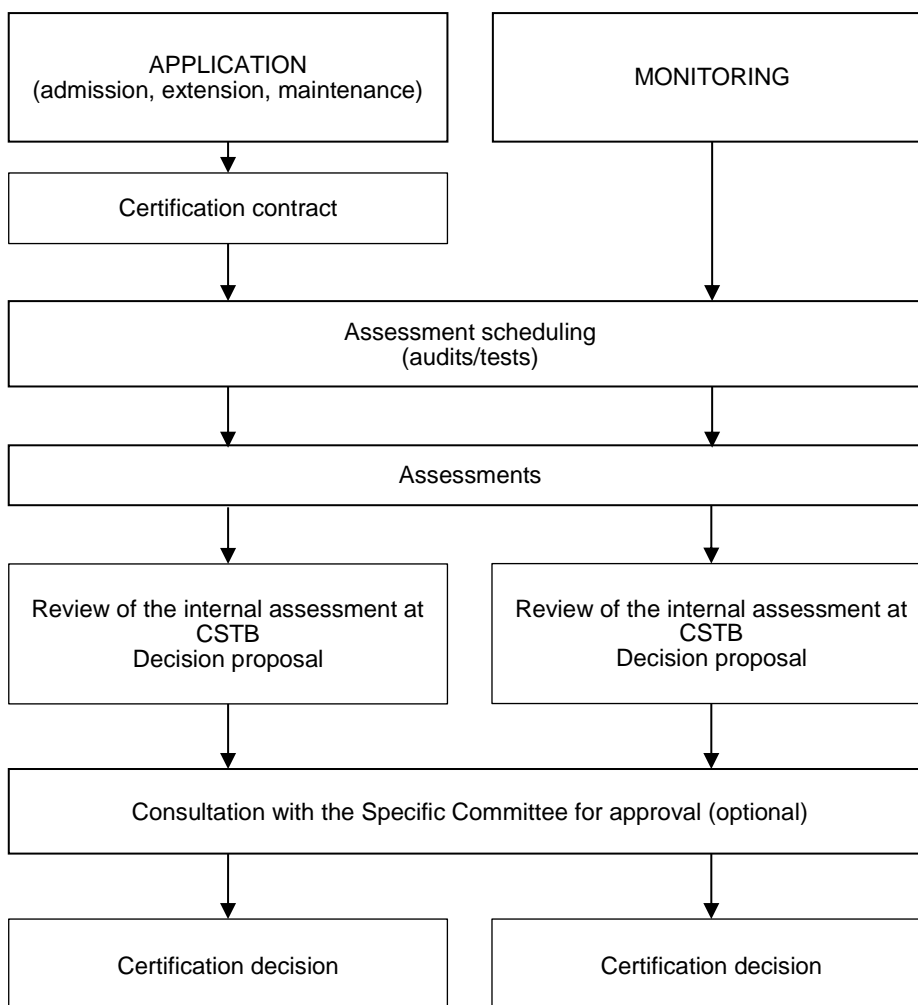 APPLICATION
(admission, extension, maintenance)
MONITORING
Certification contract
Assessment scheduling
(audits/tests)
Assessments
Review of the internal assessment at
CSTB
Decision proposal
Review of the internal assessment at
CSTB
Decision proposal
Consultation with the Specific Committee for approval (optional)
Certification decision
Certification decision